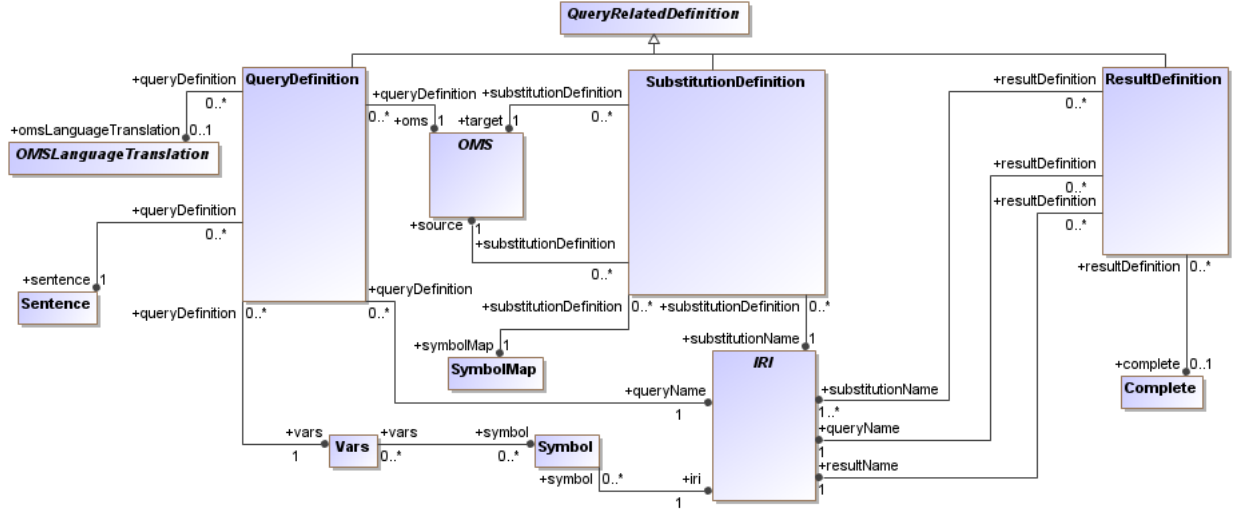 QueryRelatedDefinition
+queryDefinition
0..*
QueryDefinition
SubstitutionDefinition
ResultDefinition
+resultDefinition
0..*
+queryDefinition
0..*
+substitutionDefinition
0..*
+omsLanguageTranslation
0..1
+oms
1
+target
1
OMSLanguageTranslation
OMS
+resultDefinition
0..*
+queryDefinition
0..*
+resultDefinition
0..*
+source
1
+substitutionDefinition
0..*
+resultDefinition
0..*
+sentence
1
Sentence
+queryDefinition
0..*
+queryDefinition
0..*
+substitutionDefinition
0..*
+substitutionDefinition
0..*
+symbolMap
1
+substitutionName
1
SymbolMap
IRI
+complete
0..1
Complete
+queryName
1
+substitutionName
1..*
+vars
1
Vars
+vars
0..*
+symbol
0..*
Symbol
+queryName
1
+resultName
1
+symbol
0..*
+iri
1